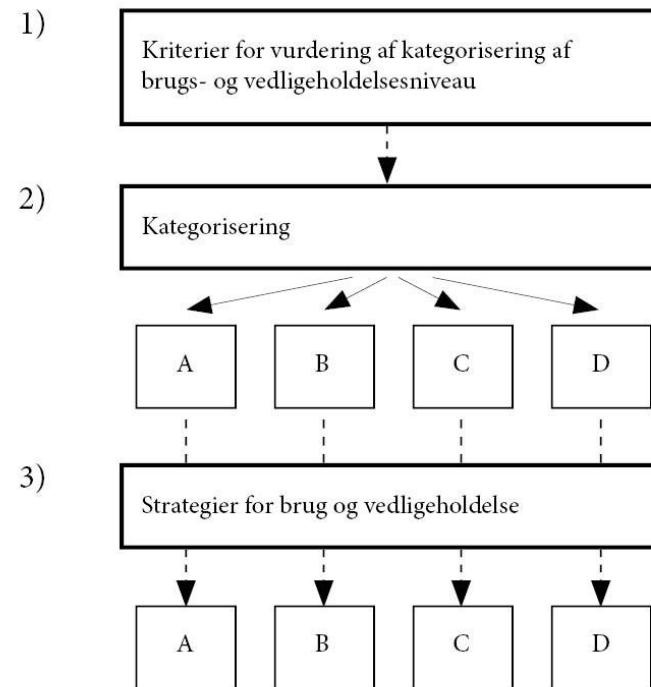 1)
Kriterier for vurdering af kategorisering af
brugs- og vedligeholdelsesniveau
2)
Kategorisering
A B C D
3)
Strategier for brug og vedligeholdelse
A B C D